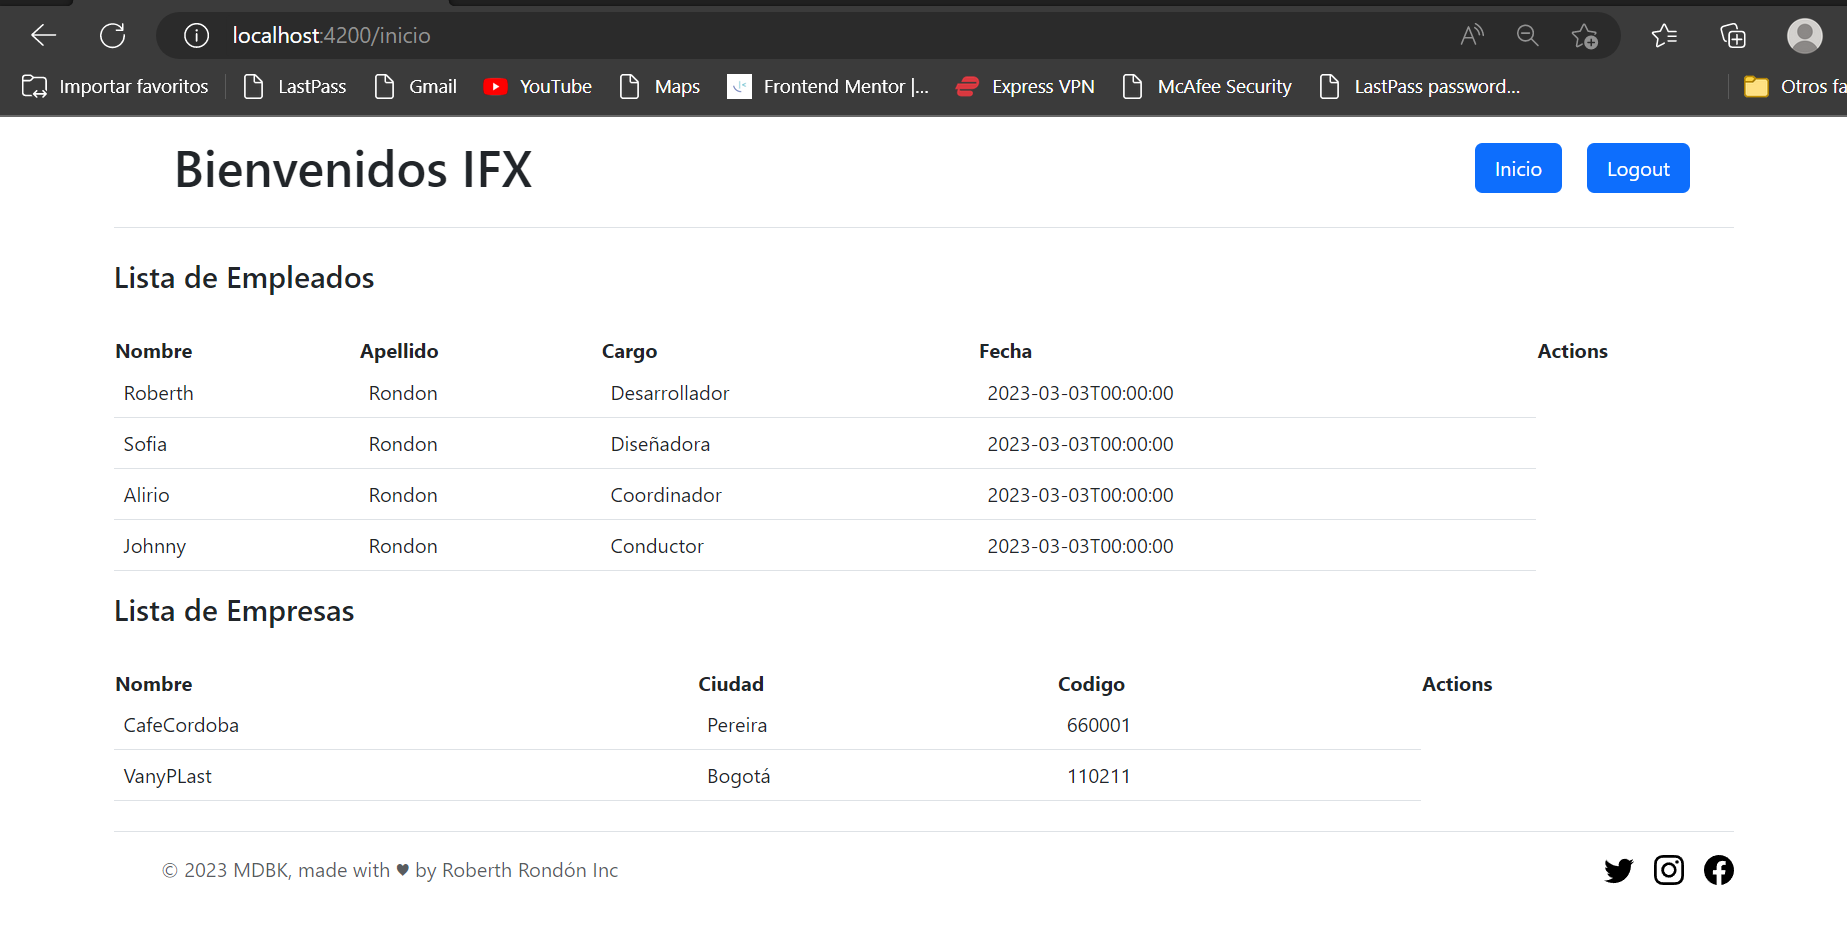 localhost:4200/inicio
Importar favoritos LastPass Gmail YouTube Maps Frontend Mentor |... Express VPN McAfee Security LastPass password... Otros fa
Bienvenidos IFX Inicio Logout
Lista de Empleados
Nombre Apellido Cargo Fecha Actions
Roberth Rondon Desarrollador 2023-03-03T00:00:00
Sofia Rondon Diseñadora 2023-03-03T00:00:00
Alirio Rondon Coordinador 2023-03-03T00:00:00
Johnny Rondon Conductor 2023-03-03T00:00:00
Lista de Empresas
Nombre Ciudad Codigo Actions
CafeCordoba Pereira 660001
VanyPLast Bogotá 110211
© 2023 MDBK, made with ♥ by Roberth Rondón Inc